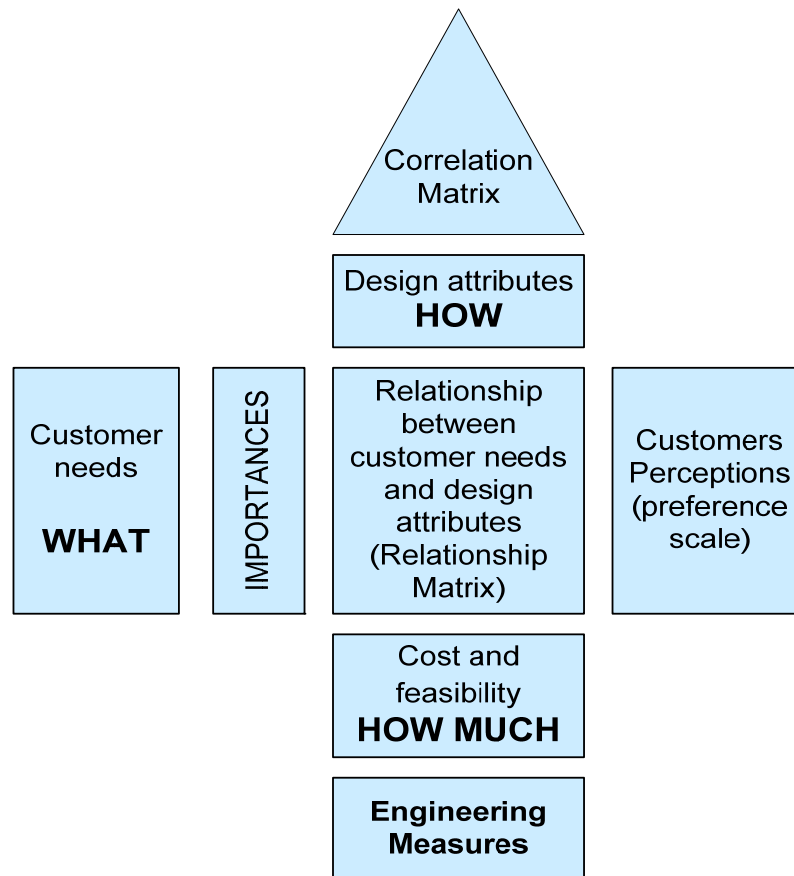 Correlation
Matrix
Design attributes
HOW
Customer
needs
WHAT
IMPORTANCES
Relationship
between
customer needs
and design
attributes
(Relationship
Matrix)
Customers
Perceptions
(preference
scale)
Cost and
feasibility
HOW MUCH
Engineering
Measures